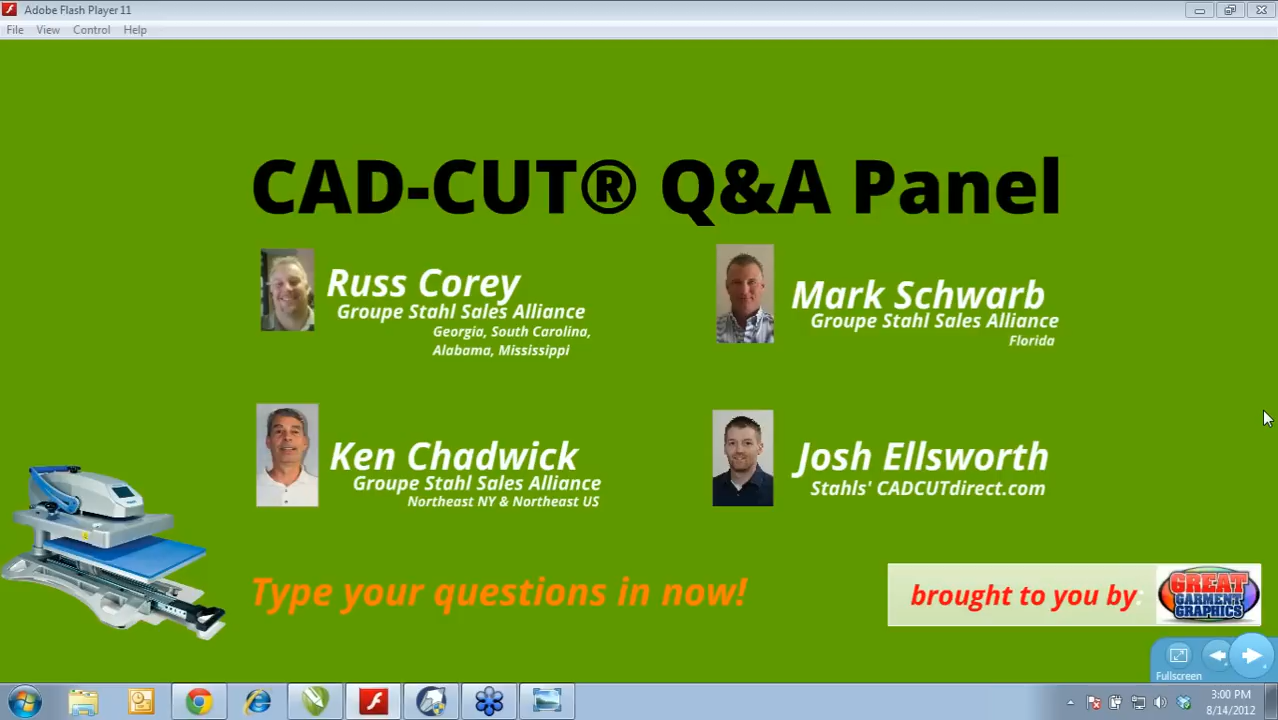 Adobe Flash Player 11
File View Control Help
CAD-CUT® Q&A Panel
Russ Corey
Groupe Stahl Sales Alliance
Georgia, South Carolina,
Alabama, Mississippi
Mark Schwarb
Groupe Stahl Sales Alliance
Florida
Ken Chadwick
Groupe Stahl Sales Alliance
Northeast NY & Northeast US
Josh Ellsworth
Stahls' CADCUTdirect.com
Type your questions in now!
brought to you by:
GREAT
GARMENT
GRAPHICS
Fullscreen
3:00 PM
8/14/2012